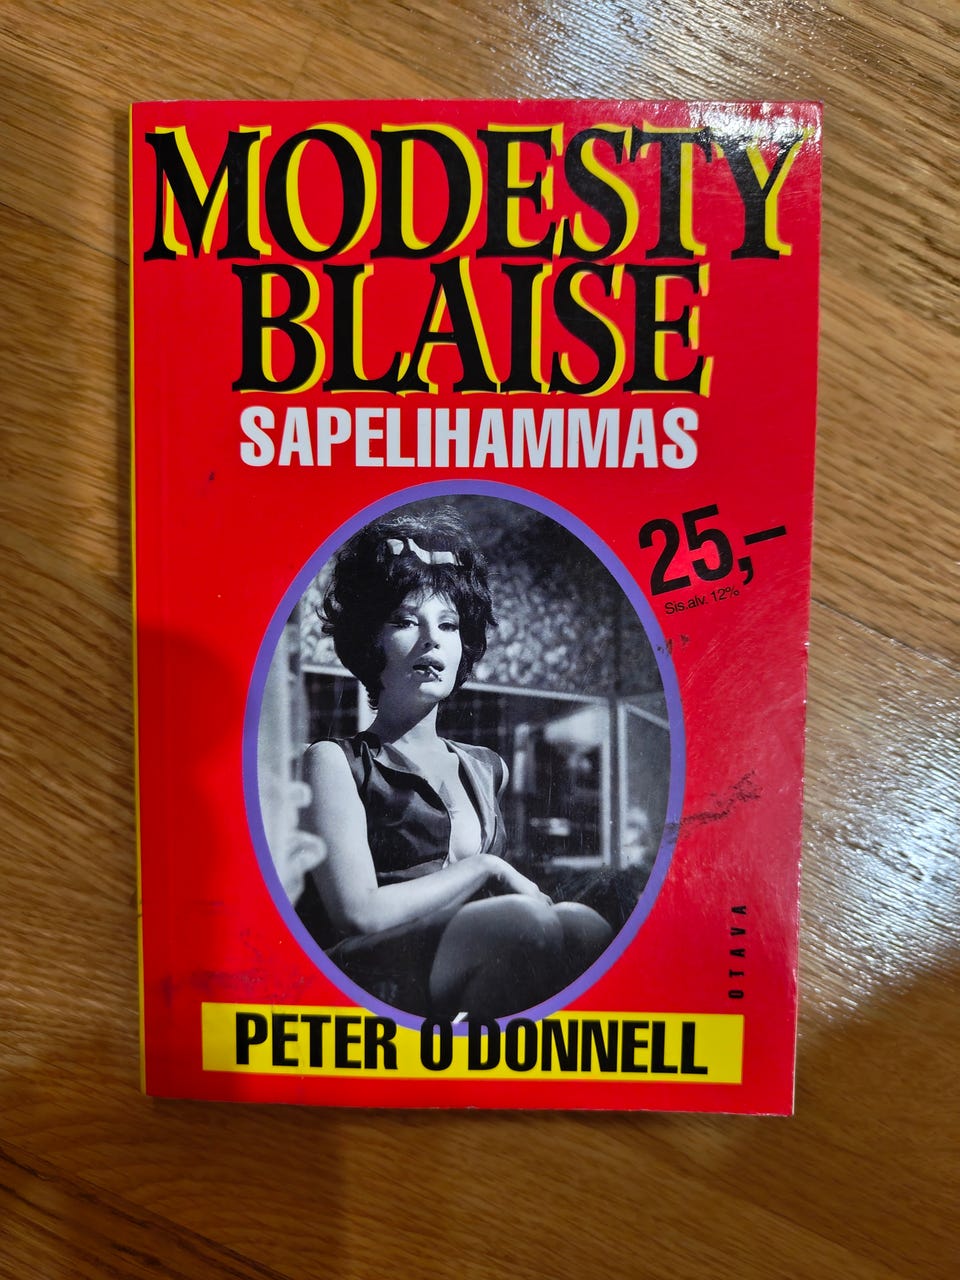 MODESTY
BLAISE
SAPELIHAMMAS
25,–
Sis.alv. 12%
OTAVA
PETER O'DONNELL